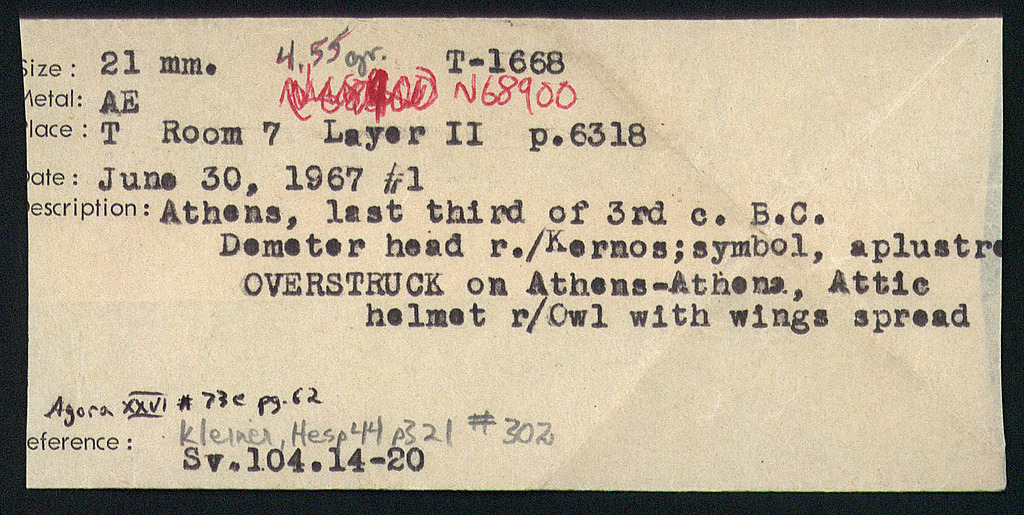 Size: 21 mm. 4.55 gr. T-1668
Metal: AE N68900
Place: T Room 7 Layer II p.6318
Date: June 30, 1967 #1
Description: Athens, last third of 3rd c. B.C.
Demeter head r./Kernos;symbol, aplustre
OVERSTRUCK on Athens-Athena, Attic
helmet r/Owl with wings spread
Agora XXVI # 73c pg. 62
Reference: Kleiner, Hesp 44 p321 #302
Sv.104.14-20